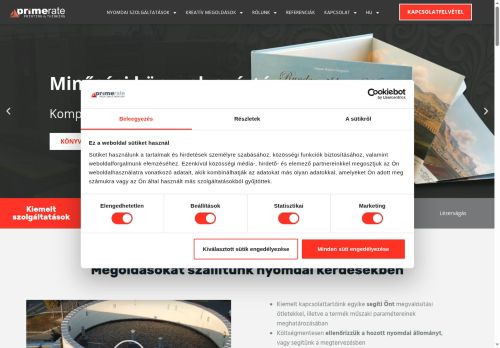 primerate
PRINTING & THINKING
NYOMDAI SZOLGÁLTATÁSOK
KREATÍV MEGOLDÁSOK
RÓLUNK
REFERENCIÁK
KAPCSOLAT
HU
KAPCSOLATFELVÉTEL
primerate
Cookiebot
by Usercentrics
Beleegyezés
Részletek
A sütikről
Ez a weboldal sütiket használ
Sütiket használunk a tartalmak és hirdetések személyre szabásához, közösségi funkciók biztosításához, valamint
weboldalforgalmunk elemzéséhez. Ezenkívül közösségi média-, hirdető- és elemező partnereinkkel megosztjuk az Ön
weboldalhasználatra vonatkozó adatait, akik kombinálhatják az adatokat más olyan adatokkal, amelyeket Ön adott meg
számukra vagy az Ön által használt más szolgáltatásokból gyűjtöttek.
Elengedhetetlen
Beállítások
Statisztikai
Marketing
Kiválasztott sütik engedélyezése
Minden süti engedélyezése
Kiemelt
szolgáltatások
Lézervágás
Megoldásokat szállítunk nyomdai kérdésekben
Kiemelt kapcsolattartóink egyike segíti Önt megvalósítási
ötletekkel, illetve a termék műszaki paramétereinek
meghatározásában
Költségmentesen ellenőrizzük a hozott nyomdai állományt,
vagy segítünk a megtervezésben